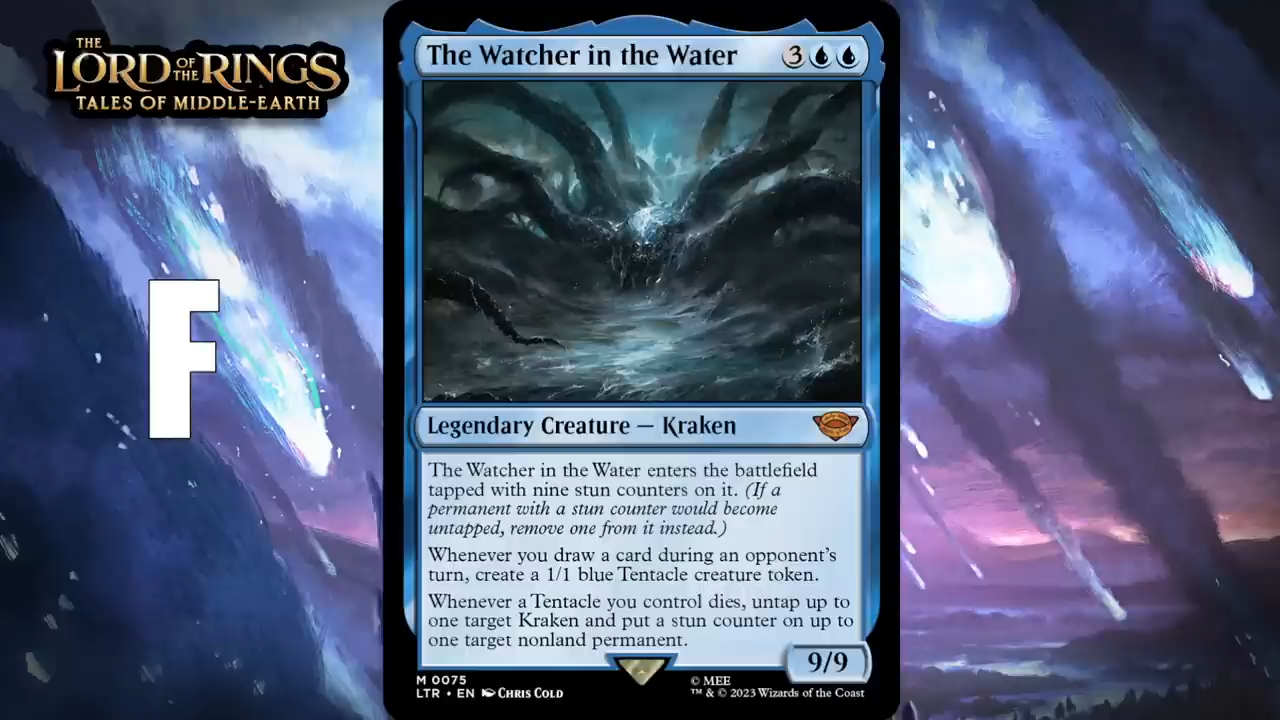 THE
LORD OF THE RINGS
TALES OF MIDDLE-EARTH
F
The Watcher in the Water 3
Legendary Creature — Kraken
The Watcher in the Water enters the battlefield
tapped with nine stun counters on it. (If a
permanent with a stun counter would become
untapped, remove one from it instead.)
Whenever you draw a card during an opponent's
turn, create a 1/1 blue Tentacle creature token.
Whenever a Tentacle you control dies, untap up to
one target Kraken and put a stun counter on up to
one target nonland permanent.
9/9
M 0075
LTR • EN CHRIS COLD
© MEE
™ & © 2023 Wizards of the Coast